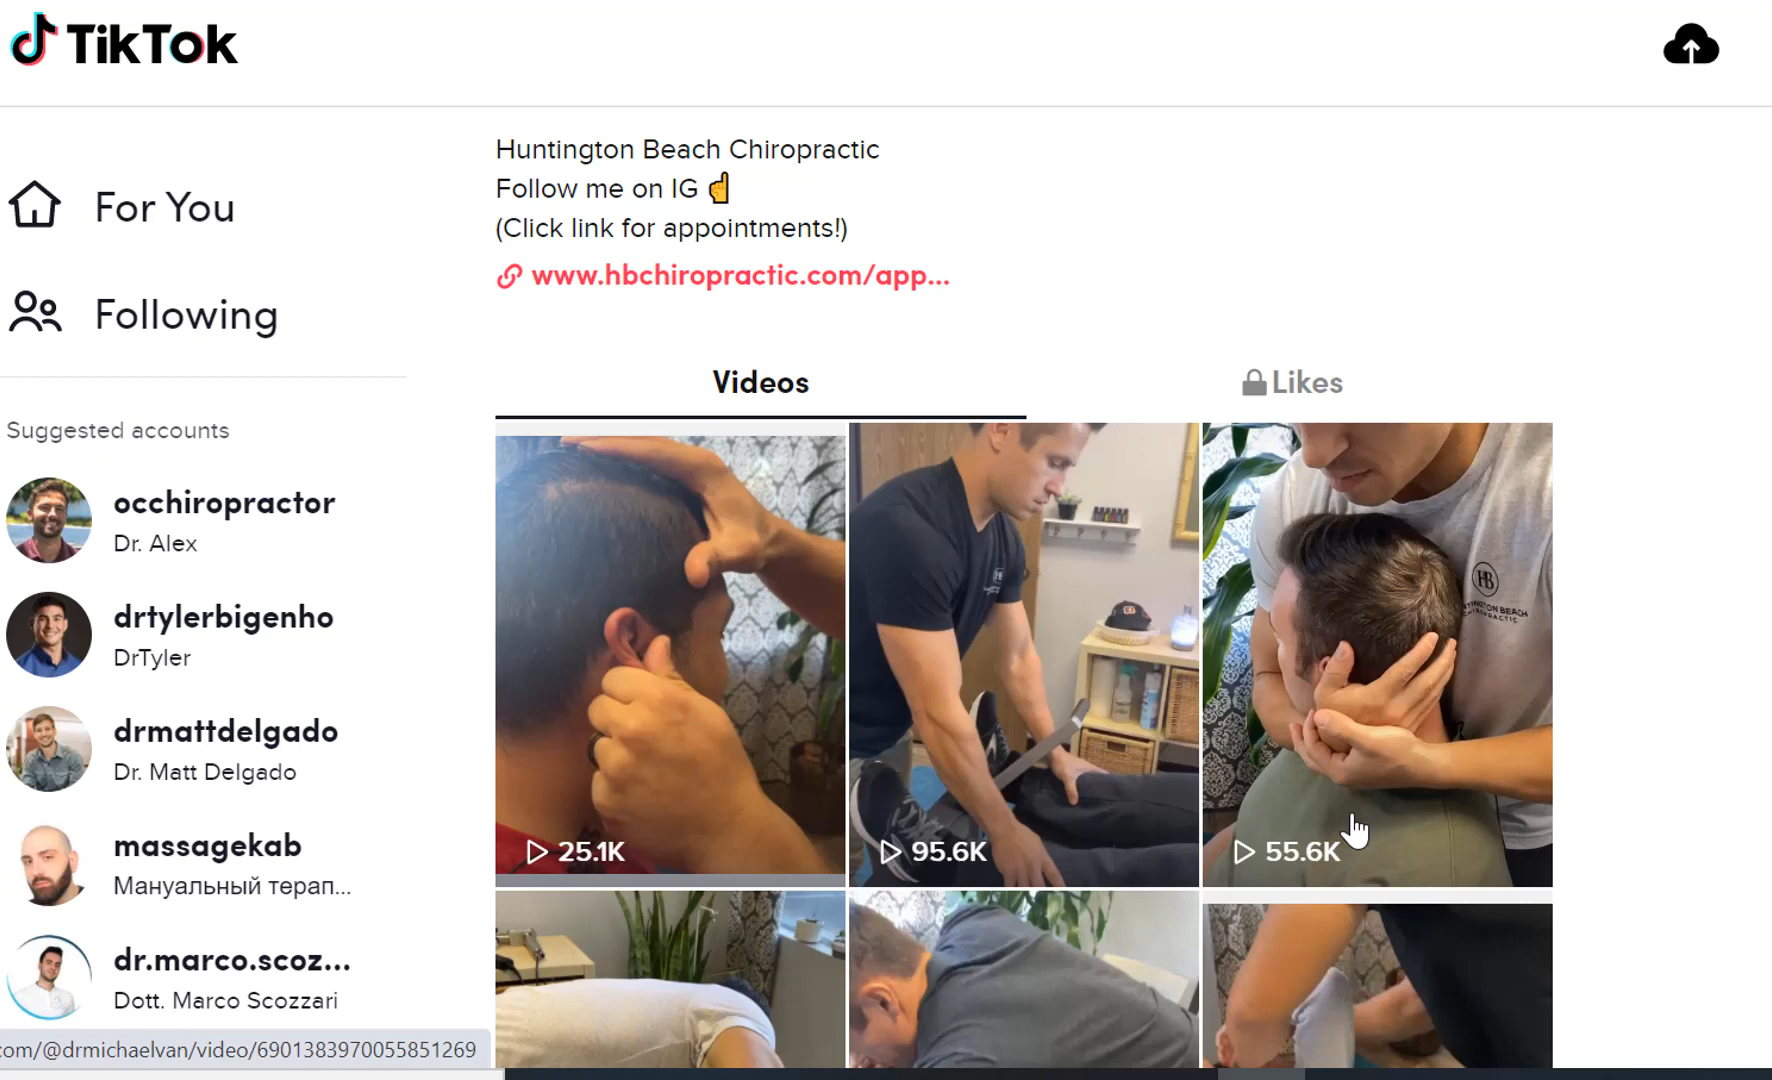 TikTok
For You
Following
Suggested accounts
occhiropractor
Dr. Alex
drtylerbigenho
DrTyler
drmattdelgado
Dr. Matt Delgado
massagekab
Мануальный терап...
dr.marco.scoz...
Dott. Marco Scozzari
com/@drmichaelvan/video/6901383970055851269
Huntington Beach Chiropractic
Follow me on IG ☝
(Click link for appointments!)
www.hbchiropractic.com/app...
Videos
Likes
25.1K
95.6K
55.6K
HB
BEACH